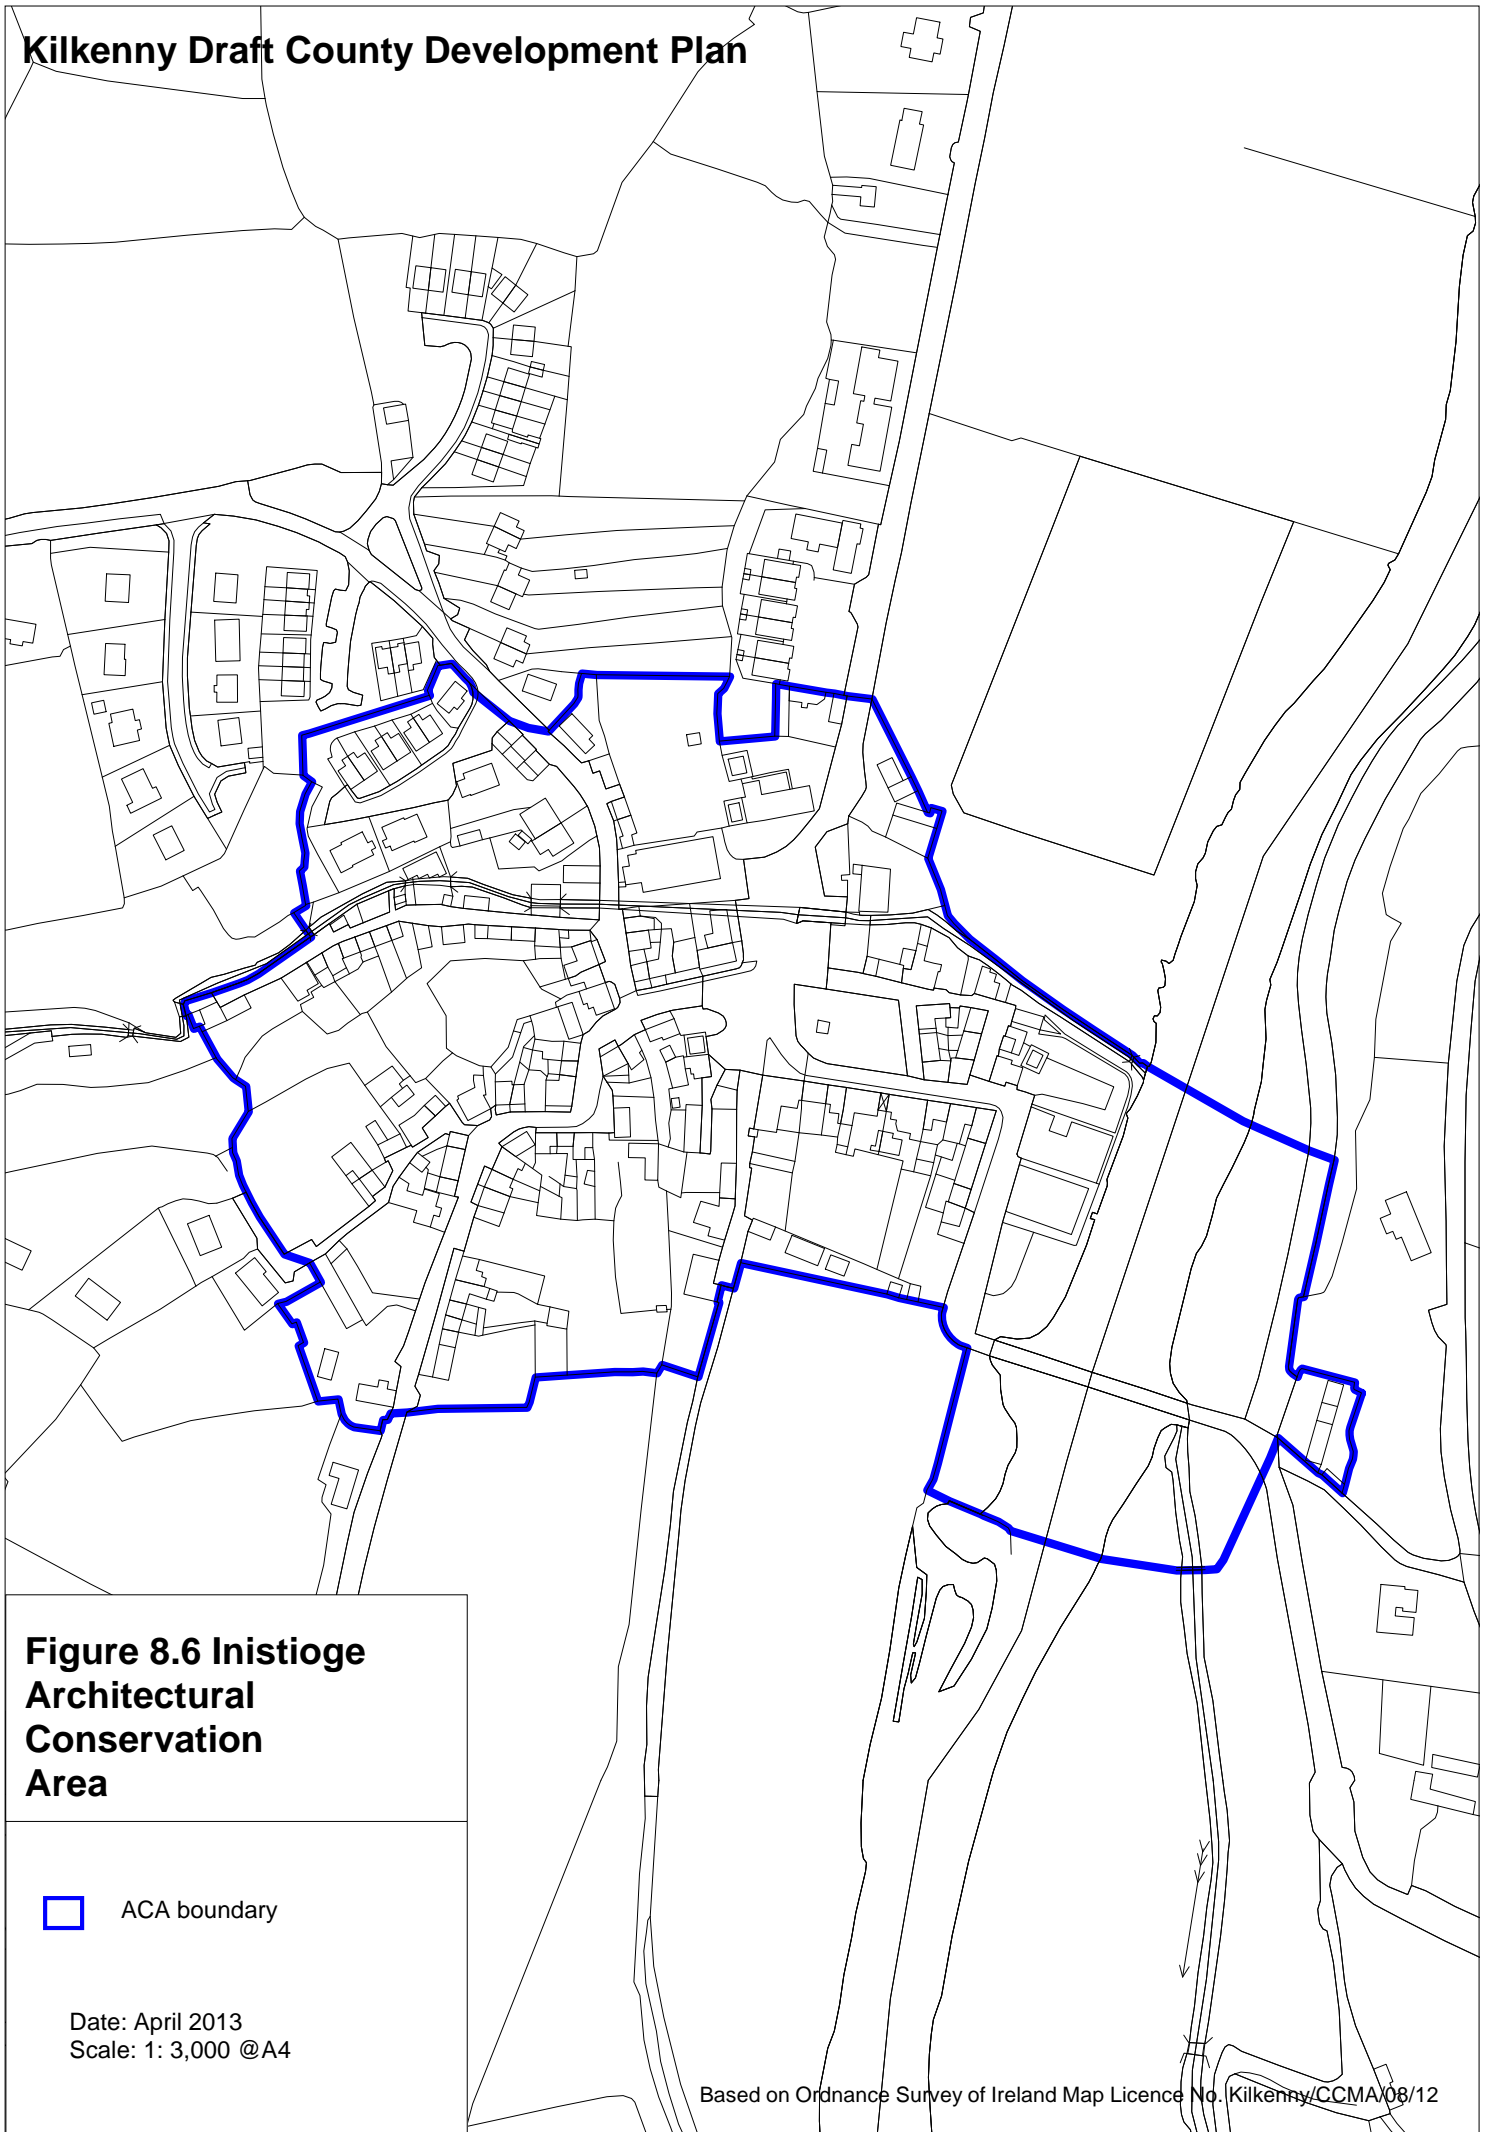 Kilkenny Draft County Development Plan
Figure 8.6 Inistioge
Architectural
Conservation
Area
ACA boundary
Date: April 2013
Scale: 1: 3,000 @A4
Based on Ordnance Survey of Ireland Map Licence No. Kilkenny/CCMA/08/12